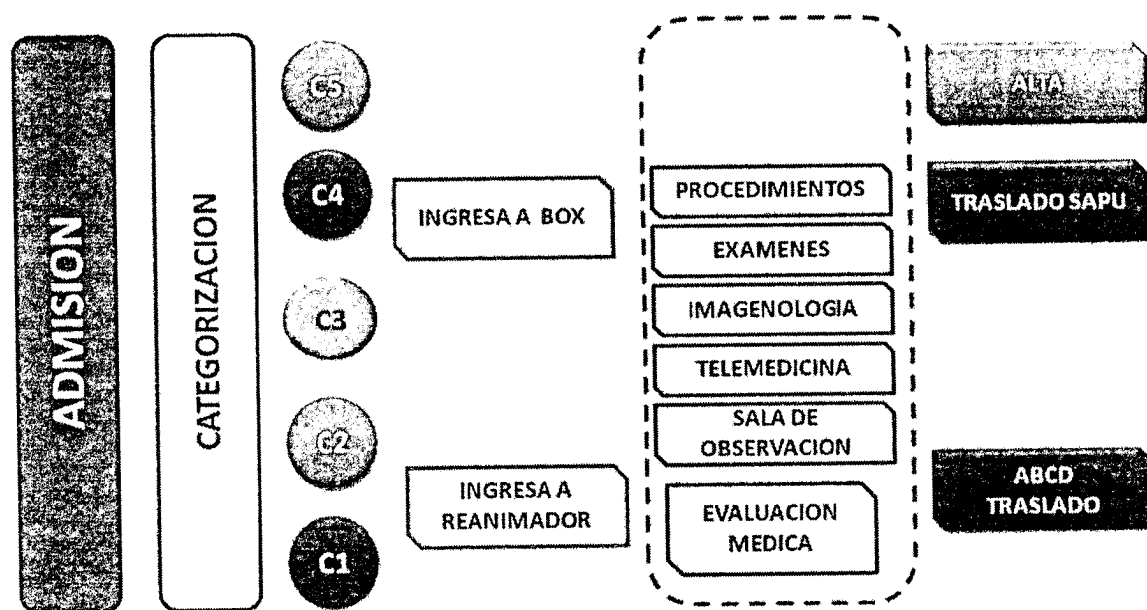 ADMISION
CATEGORIZACION
C5
C4
C3
C2
C1
INGRESA A BOX
INGRESA A
REANIMADOR
PROCEDIMIENTOS
EXAMENES
IMAGENOLOGIA
TELEMEDICINA
SALA DE
OBSERVACION
EVALUACION
MEDICA
ALTA
TRASLADO SAPU
ABCD
TRASLADO